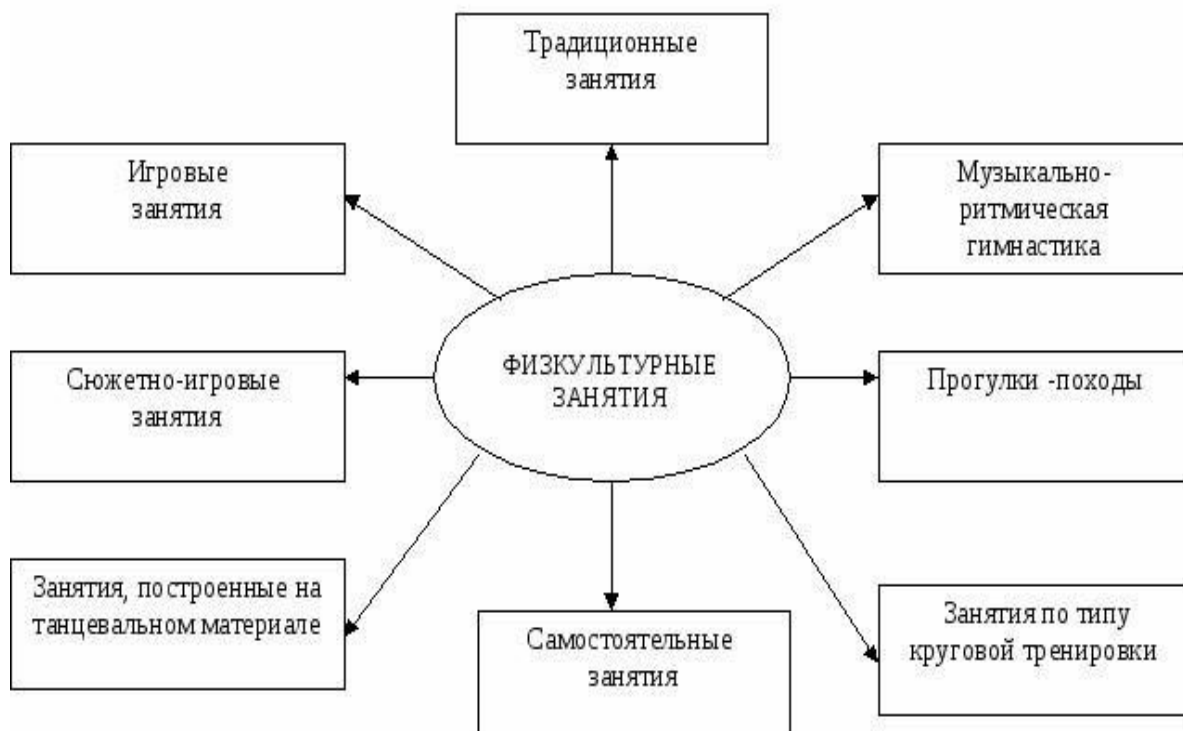 Традиционные
занятия
Игровые
занятия
Музыкально-
ритмическая
гимнастика
Сюжетно-игровые
занятия
ФИЗКУЛЬТУРНЫЕ
ЗАНЯТИЯ
Прогулки -походы
Занятия, построенные на
танцевальном материале
Самостоятельные
занятия
Занятия по типу
круговой тренировки